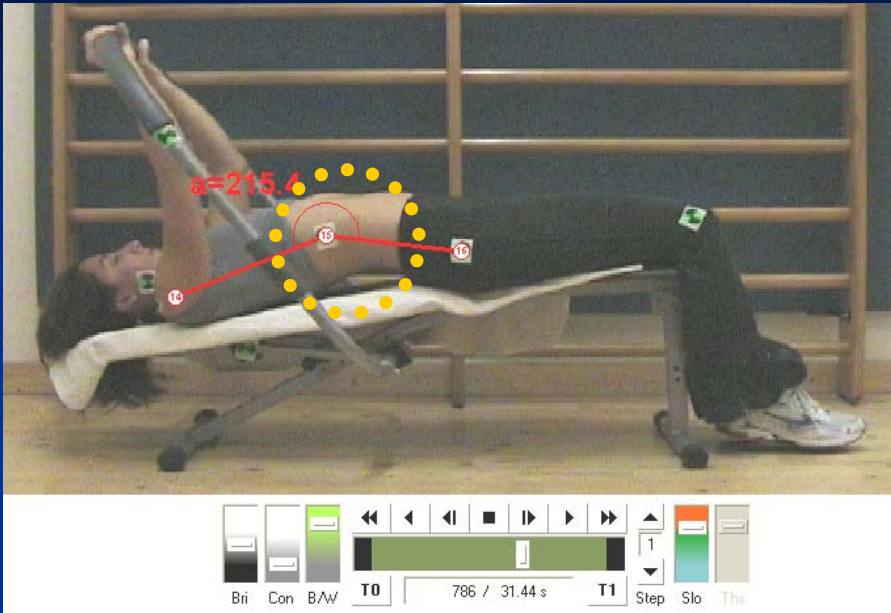 a=215.4
15
16
14
1
T0
786 / 31.44 s
T1
Bri
Con
B/W
Step
Slo
Ths